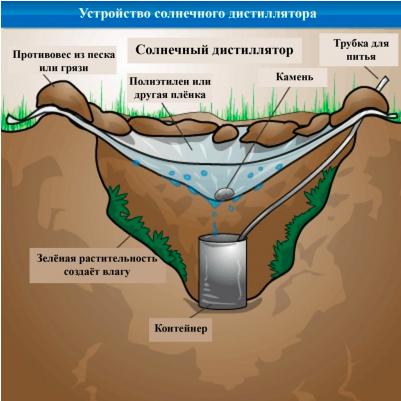 Устройство солнечного дистиллятора
Солнечный дистиллятор
Трубка для
питья
Противовес из песка
или грязи
Полиэтилен или
другая плёнка
Камень
Зелёная растительность
создаёт влагу
Контейнер